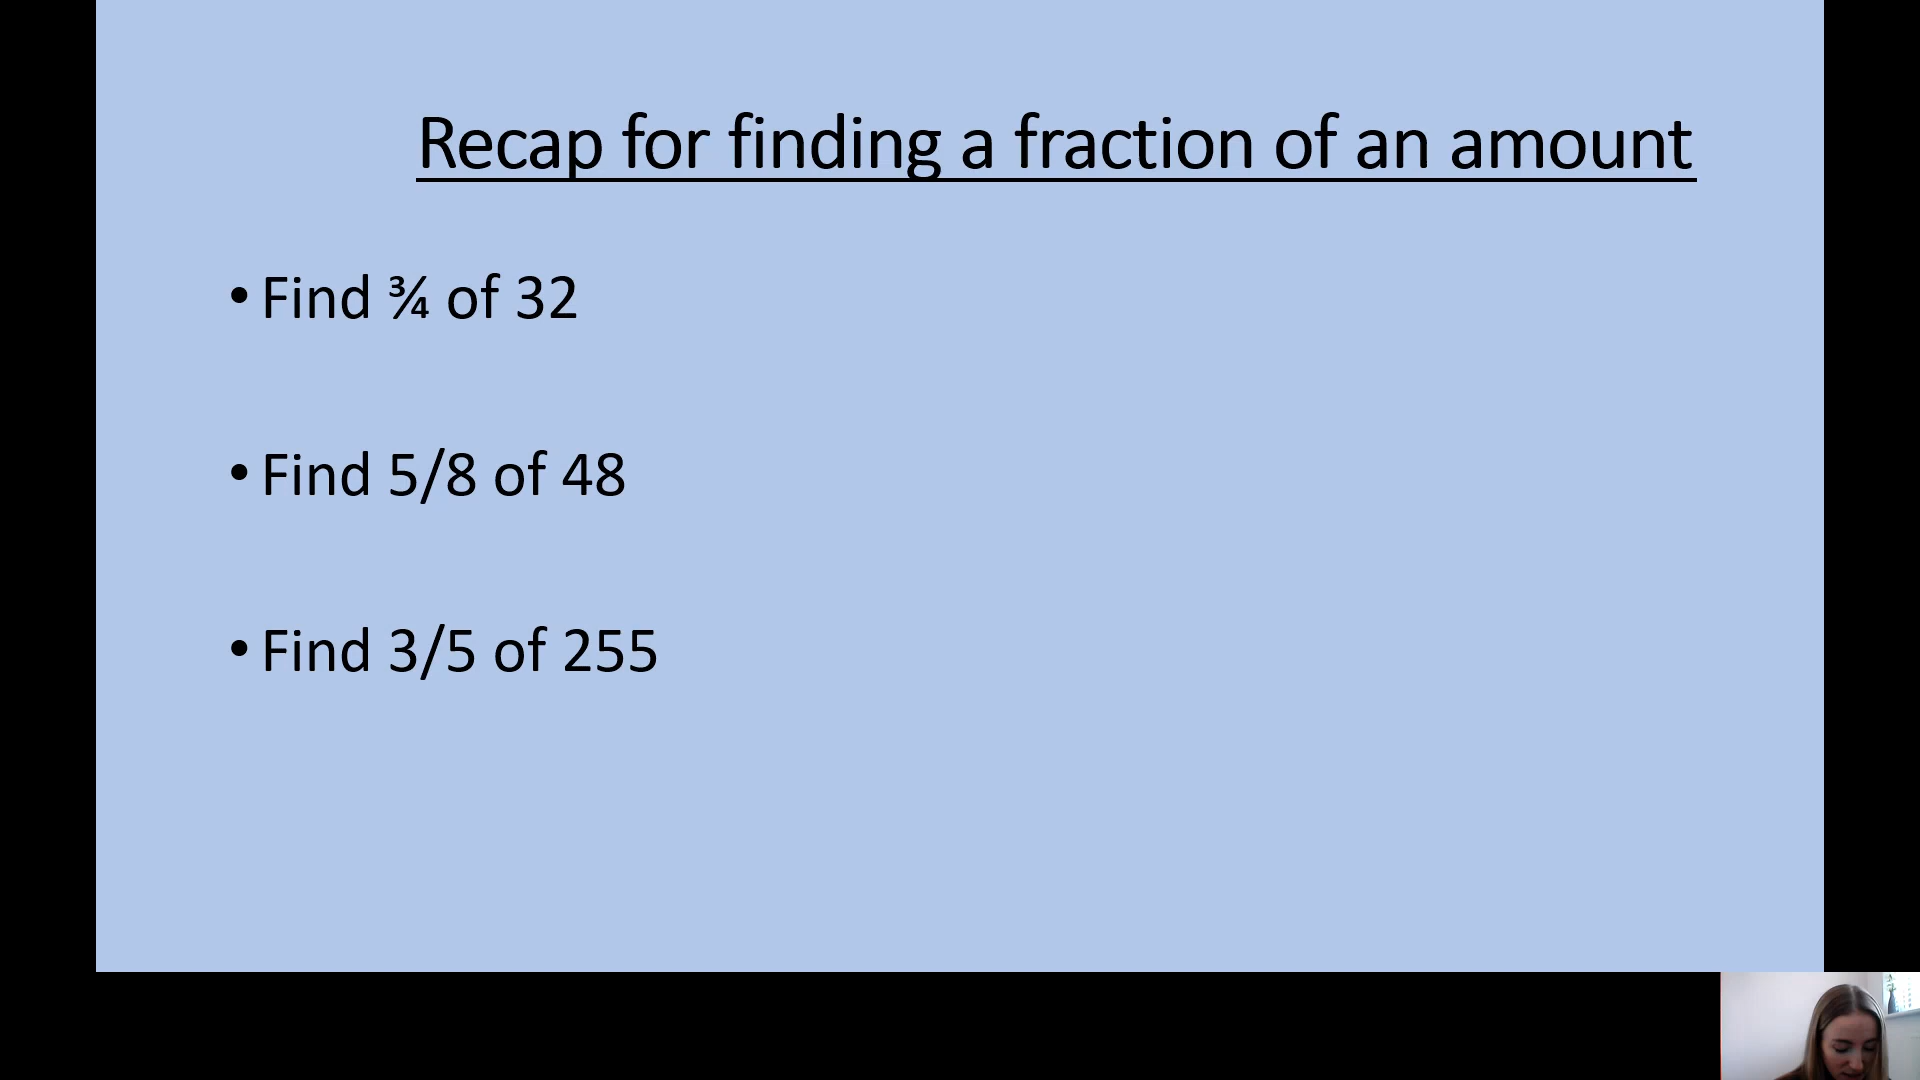 Recap for finding a fraction of an amount
• Find ¾ of 32
• Find 5/8 of 48
• Find 3/5 of 255